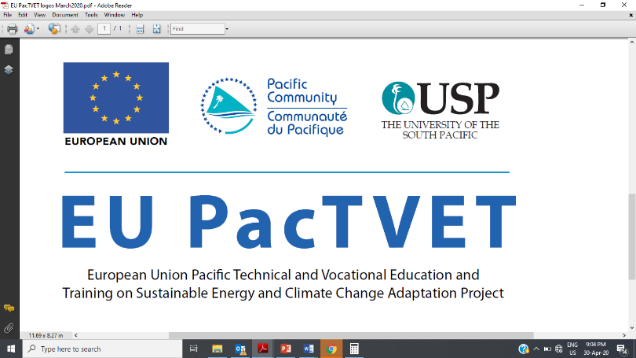 EU PacTVET logos March2020.pdf - Adobe Reader
File Edit View Document Tools Window Help
1 / 1 Find
EUROPEAN UNION
Pacific
Community
Communauté
du Pacifique
USP
THE UNIVERSITY OF THE
SOUTH PACIFIC
EU PacTVET
European Union Pacific Technical and Vocational Education and
Training on Sustainable Energy and Climate Change Adaptation Project
11.69 x 8.27 in
Type here to search
ENG
US
9:04 PM
30-Apr-20